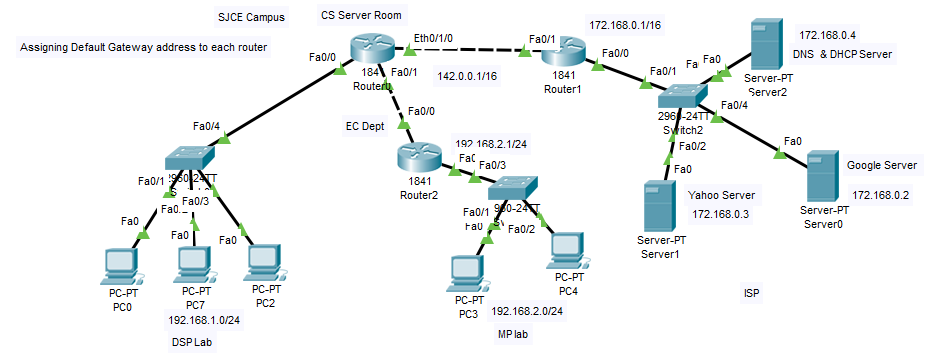 SJCE Campus
CS Server Room
172.168.0.1/16
172.168.0.4
DNS & DHCP Server
Assigning Default Gateway address to each router
Eth0/1/0
Fa0/1
Fa0/0
Fa0/0
Fa0/1
142.0.0.1/16
1841
Router1
Fa0/1
Fa0
Server-PT
Server2
Fa0/0
EC Dept
Fa0/4
192.168.2.1/24
Fa0/3
1841
Router2
Switch2
Fa0/4
Fa0/2
Fa0
Fa0
Google Server
172.168.0.2
Server-PT
Server0
Yahoo Server
172.168.0.3
Server-PT
Server1
Fa0/1
Fa0/3
Fa0
Fa0
Fa0
Fa0/1
Fa0
Fa0/2
PC-PT
PC0
PC-PT
PC7
PC-PT
PC2
PC-PT
PC3
PC-PT
PC4
192.168.1.0/24
DSP Lab
192.168.2.0/24
MP lab
ISP